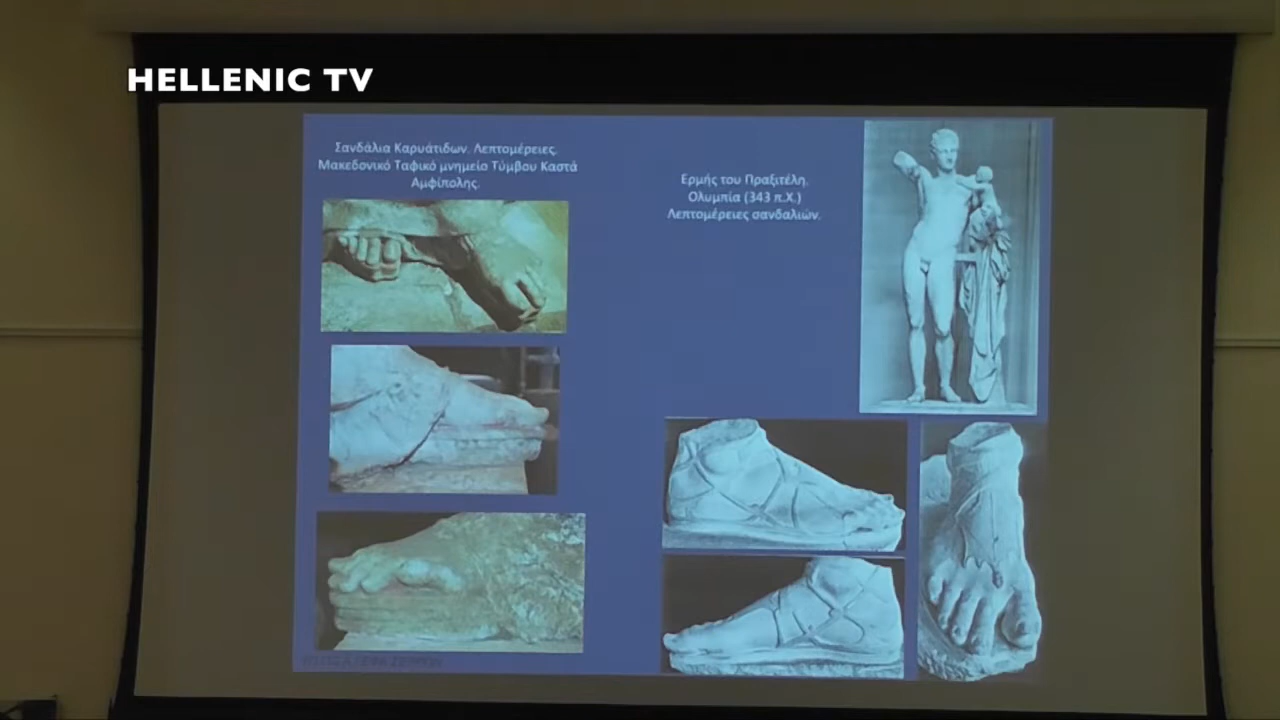 HELLENIC TV
Σανδάλια Καρυάτιδων. Λεπτομέρειες.
Μακεδονικό Ταφικό μνημείο Τύμβου Καστά
Αμφίπολης.
Ερμής του Πραξιτέλη.
Ολυμπία (343 π.Χ.)
Λεπτομέρειες σανδαλιών.